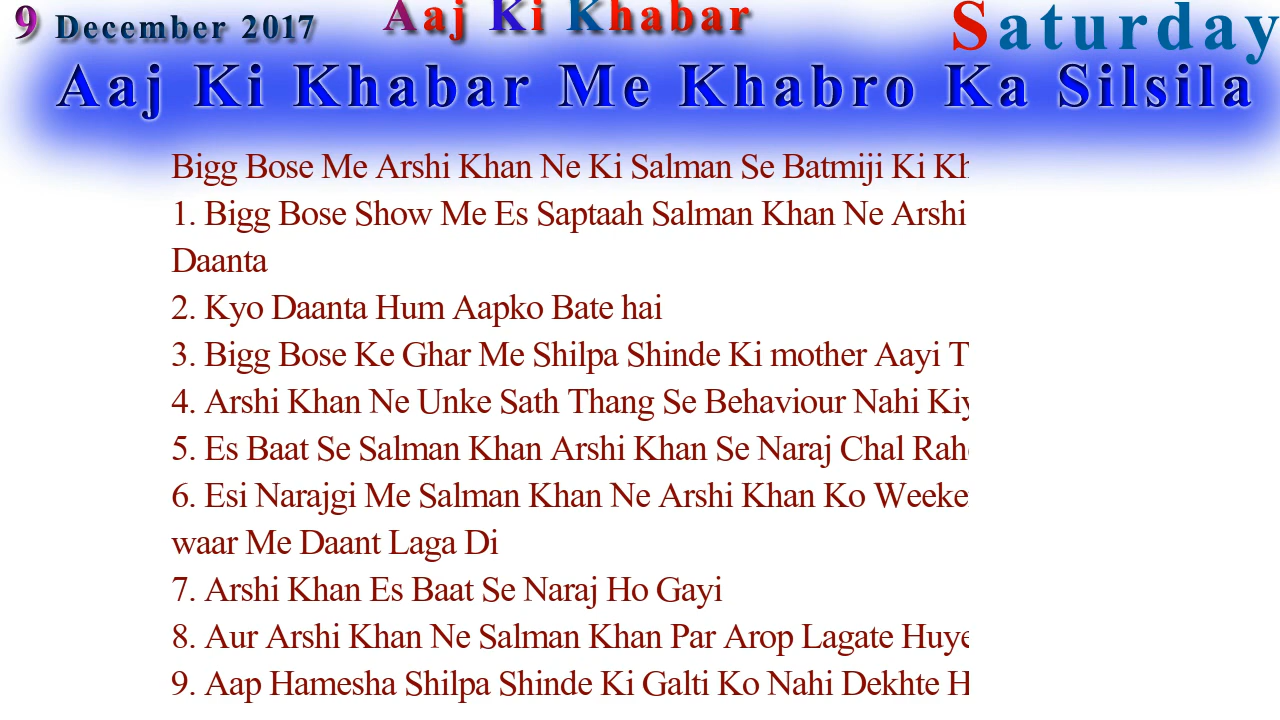 9 December 2017
Aaj Ki Khabar
Saturday
Aaj Ki Khabar Me Khabro Ka Silsila
Bigg Bose Me Arshi Khan Ne Ki Salman Se Batmiji Ki
1. Bigg Bose Show Me Es Saptaah Salman Khan Ne Arshi
Daanta
2. Kyo Daanta Hum Aapko Bate hai
3. Bigg Bose Ke Ghar Me Shilpa Shinde Ki mother Aayi
4. Arshi Khan Ne Unke Sath Thang Se Behaviour Nahi
5. Es Baat Se Salman Khan Arshi Khan Se Naraj Chal
6. Esi Narajgi Me Salman Khan Ne Arshi Khan Ko
waar Me Daant Laga Di
7. Arshi Khan Es Baat Se Naraj Ho Gayi
8. Aur Arshi Khan Ne Salman Khan Par Arop Lagate Huye
9. Aap Hamesha Shilpa Shinde Ki Galti Ko Nahi Dekhte